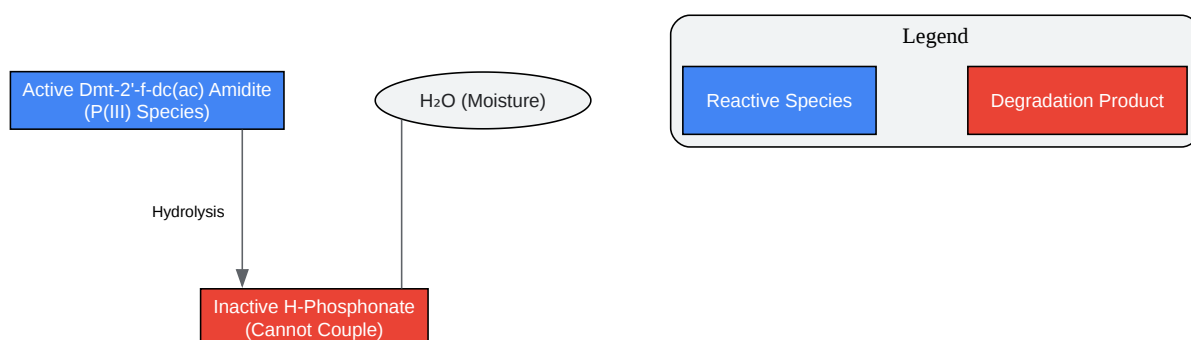 Active Dmt-2'-f-dc(ac) Amidite
(P(III) Species)
H₂O (Moisture)
Legend
Reactive Species
Degradation Product
Hydrolysis
Inactive H-Phosphonate
(Cannot Couple)